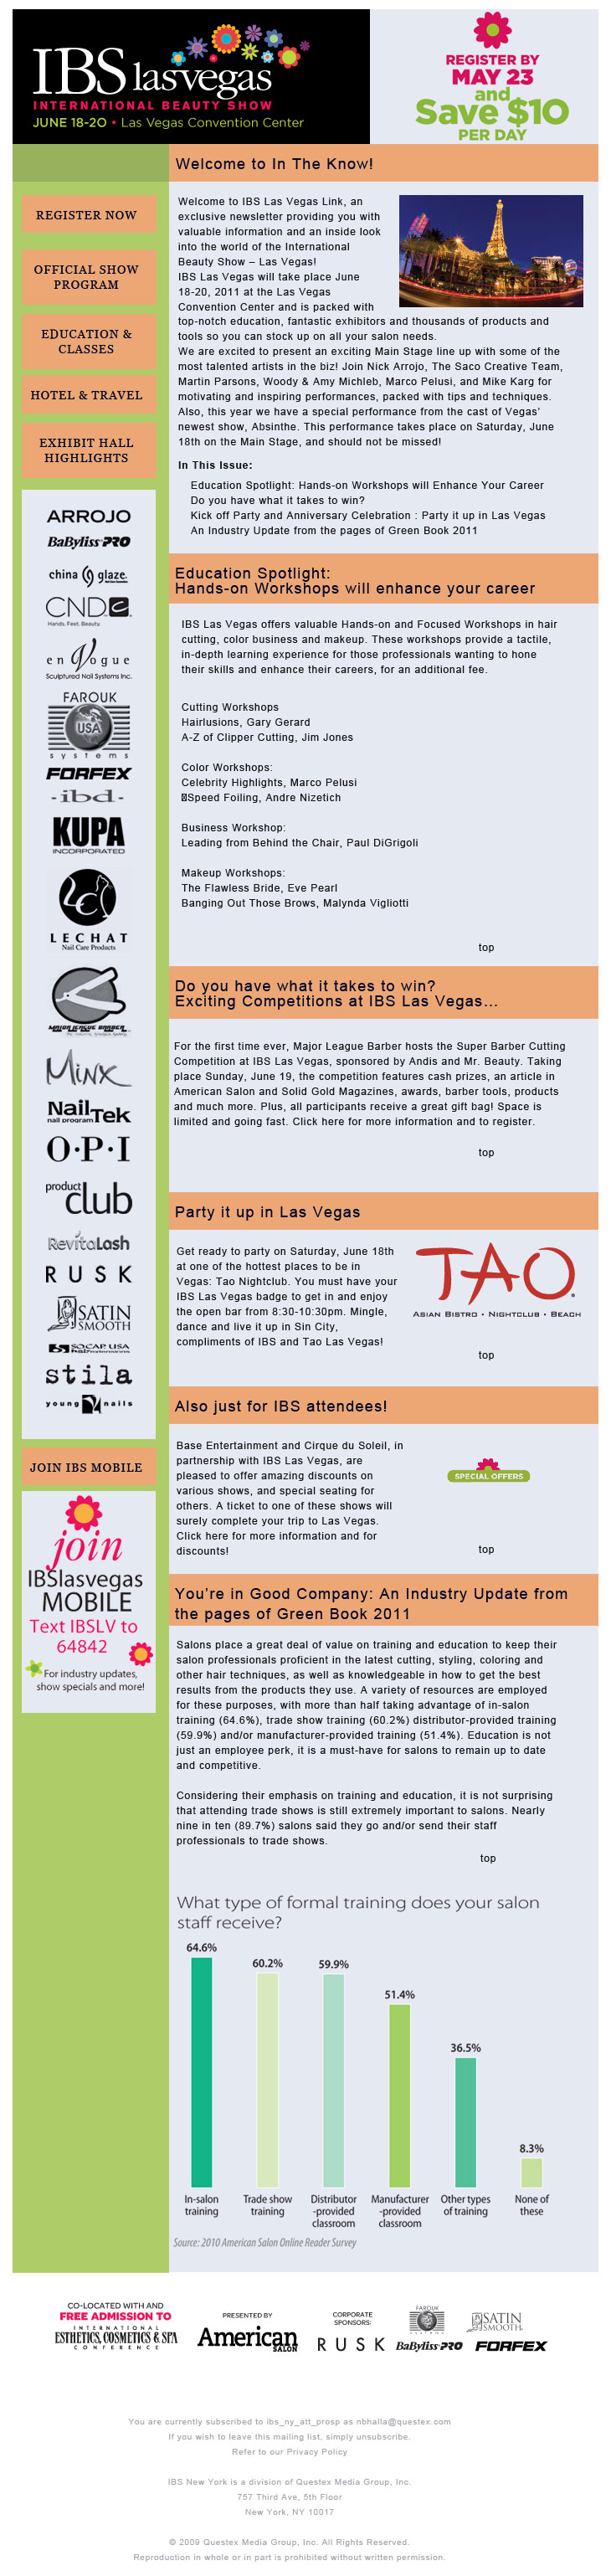 IBS lasvegas
INTERNATIONAL BEAUTY SHOW
JUNE 18-20 • Las Vegas Convention Center
REGISTER BY
MAY 23
and
Save $10
PER DAY
REGISTER NOW
OFFICIAL SHOW
PROGRAM
EDUCATION &
CLASSES
HOTEL & TRAVEL
EXHIBIT HALL
HIGHLIGHTS
ARROJO
BaByliss PRO
china glaze
CND
Hands. Feet. Beauty.
en Vogue
Sculptured Nail Systems Inc.
FAROUK
USA
systems
FORFEX
·ibd·
KUPA
INCORPORATED
LECHAT
Nail Care Products
MAJOR LEAGUE BARBER
Minx
NailTek
nail program
O·P·I
product
club
RevitaLash
RUSK
SATIN
SMOOTH
SOCAP USA
stila
young nails
JOIN IBS MOBILE
join
IBSlasvegas
MOBILE
Text IBSLV to
64842
For industry updates,
show specials and more!
Welcome to In The Know!
Welcome to IBS Las Vegas Link, an
exclusive newsletter providing you with
valuable information and an inside look
into the world of the International
Beauty Show – Las Vegas!
IBS Las Vegas will take place June
18-20, 2011 at the Las Vegas
Convention Center and is packed with
top-notch education, fantastic exhibitors and thousands of products and
tools so you can stock up on all your salon needs.
We are excited to present an exciting Main Stage line up with some of the
most talented artists in the biz! Join Nick Arrojo, The Saco Creative Team,
Martin Parsons, Woody & Amy Michleb, Marco Pelusi, and Mike Karg for
motivating and inspiring performances, packed with tips and techniques.
Also, this year we have a special performance from the cast of Vegas'
newest show, Absinthe. This performance takes place on Saturday, June
18th on the Main Stage, and should not be missed!
In This Issue:
Education Spotlight: Hands-on Workshops will Enhance Your Career
Do you have what it takes to win?
Kick off Party and Anniversary Celebration : Party it up in Las Vegas
An Industry Update from the pages of Green Book 2011
Education Spotlight:
Hands-on Workshops will enhance your career
IBS Las Vegas offers valuable Hands-on and Focused Workshops in hair
cutting, color business and makeup. These workshops provide a tactile,
in-depth learning experience for those professionals wanting to hone
their skills and enhance their careers, for an additional fee.
Cutting Workshops
Hairlusions, Gary Gerard
A-Z of Clipper Cutting, Jim Jones
Color Workshops:
Celebrity Highlights, Marco Pelusi
Speed Foiling, Andre Nizetich
Business Workshop:
Leading from Behind the Chair, Paul DiGrigoli
Makeup Workshops:
The Flawless Bride, Eve Pearl
Banging Out Those Brows, Malynda Vigliotti
top
Do you have what it takes to win?
Exciting Competitions at IBS Las Vegas...
For the first time ever, Major League Barber hosts the Super Barber Cutting
Competition at IBS Las Vegas, sponsored by Andis and Mr. Beauty. Taking
place Sunday, June 19, the competition features cash prizes, an article in
American Salon and Solid Gold Magazines, awards, barber tools, products
and much more. Plus, all participants receive a great gift bag! Space is
limited and going fast. Click here for more information and to register.
top
Party it up in Las Vegas
Get ready to party on Saturday, June 18th
at one of the hottest places to be in
Vegas: Tao Nightclub. You must have your
IBS Las Vegas badge to get in and enjoy
the open bar from 8:30-10:30pm. Mingle,
dance and live it up in Sin City,
compliments of IBS and Tao Las Vegas!
TAO
ASIAN BISTRO • NIGHTCLUB • BEACH
top
Also just for IBS attendees!
Base Entertainment and Cirque du Soleil, in
partnership with IBS Las Vegas, are
pleased to offer amazing discounts on
various shows, and special seating for
others. A ticket to one of these shows will
surely complete your trip to Las Vegas.
Click here for more information and for
discounts!
SPECIAL OFFERS
top
You're in Good Company: An Industry Update from
the pages of Green Book 2011
Salons place a great deal of value on training and education to keep their
salon professionals proficient in the latest cutting, styling, coloring and
other hair techniques, as well as knowledgeable in how to get the best
results from the products they use. A variety of resources are employed
for these purposes, with more than half taking advantage of in-salon
training (64.6%), trade show training (60.2%) distributor-provided training
(59.9%) and/or manufacturer-provided training (51.4%). Education is not
just an employee perk, it is a must-have for salons to remain up to date
and competitive.
Considering their emphasis on training and education, it is not surprising
that attending trade shows is still extremely important to salons. Nearly
nine in ten (89.7%) salons said they go and/or send their staff
professionals to trade shows.
top
What type of formal training does your salon
staff receive?
64.6%
60.2%
59.9%
51.4%
36.5%
8.3%
In-salon
training
Trade show
training
Distributor
-provided
classroom
Manufacturer
-provided
classroom
Other types
of training
None of
these
Source: 2010 American Salon Online Reader Survey
CO-LOCATED WITH AND
FREE ADMISSION TO
INTERNATIONAL
ESTHETICS, COSMETICS & SPA
CONFERENCE
PRESENTED BY
American
SALON
CORPORATE
SPONSORS:
RUSK
FAROUK
BaByliss PRO
SATIN
SMOOTH
FORFEX
You are currently subscribed to ibs_ny_att_prosp as nbhalla@questex.com
If you wish to leave this mailing list, simply unsubscribe.
Refer to our Privacy Policy
IBS New York is a division of Questex Media Group, Inc.
757 Third Ave, 5th Floor
New York, NY 10017
© 2009 Questex Media Group, Inc. All Rights Reserved.
Reproduction in whole or in part is prohibited without written permission.